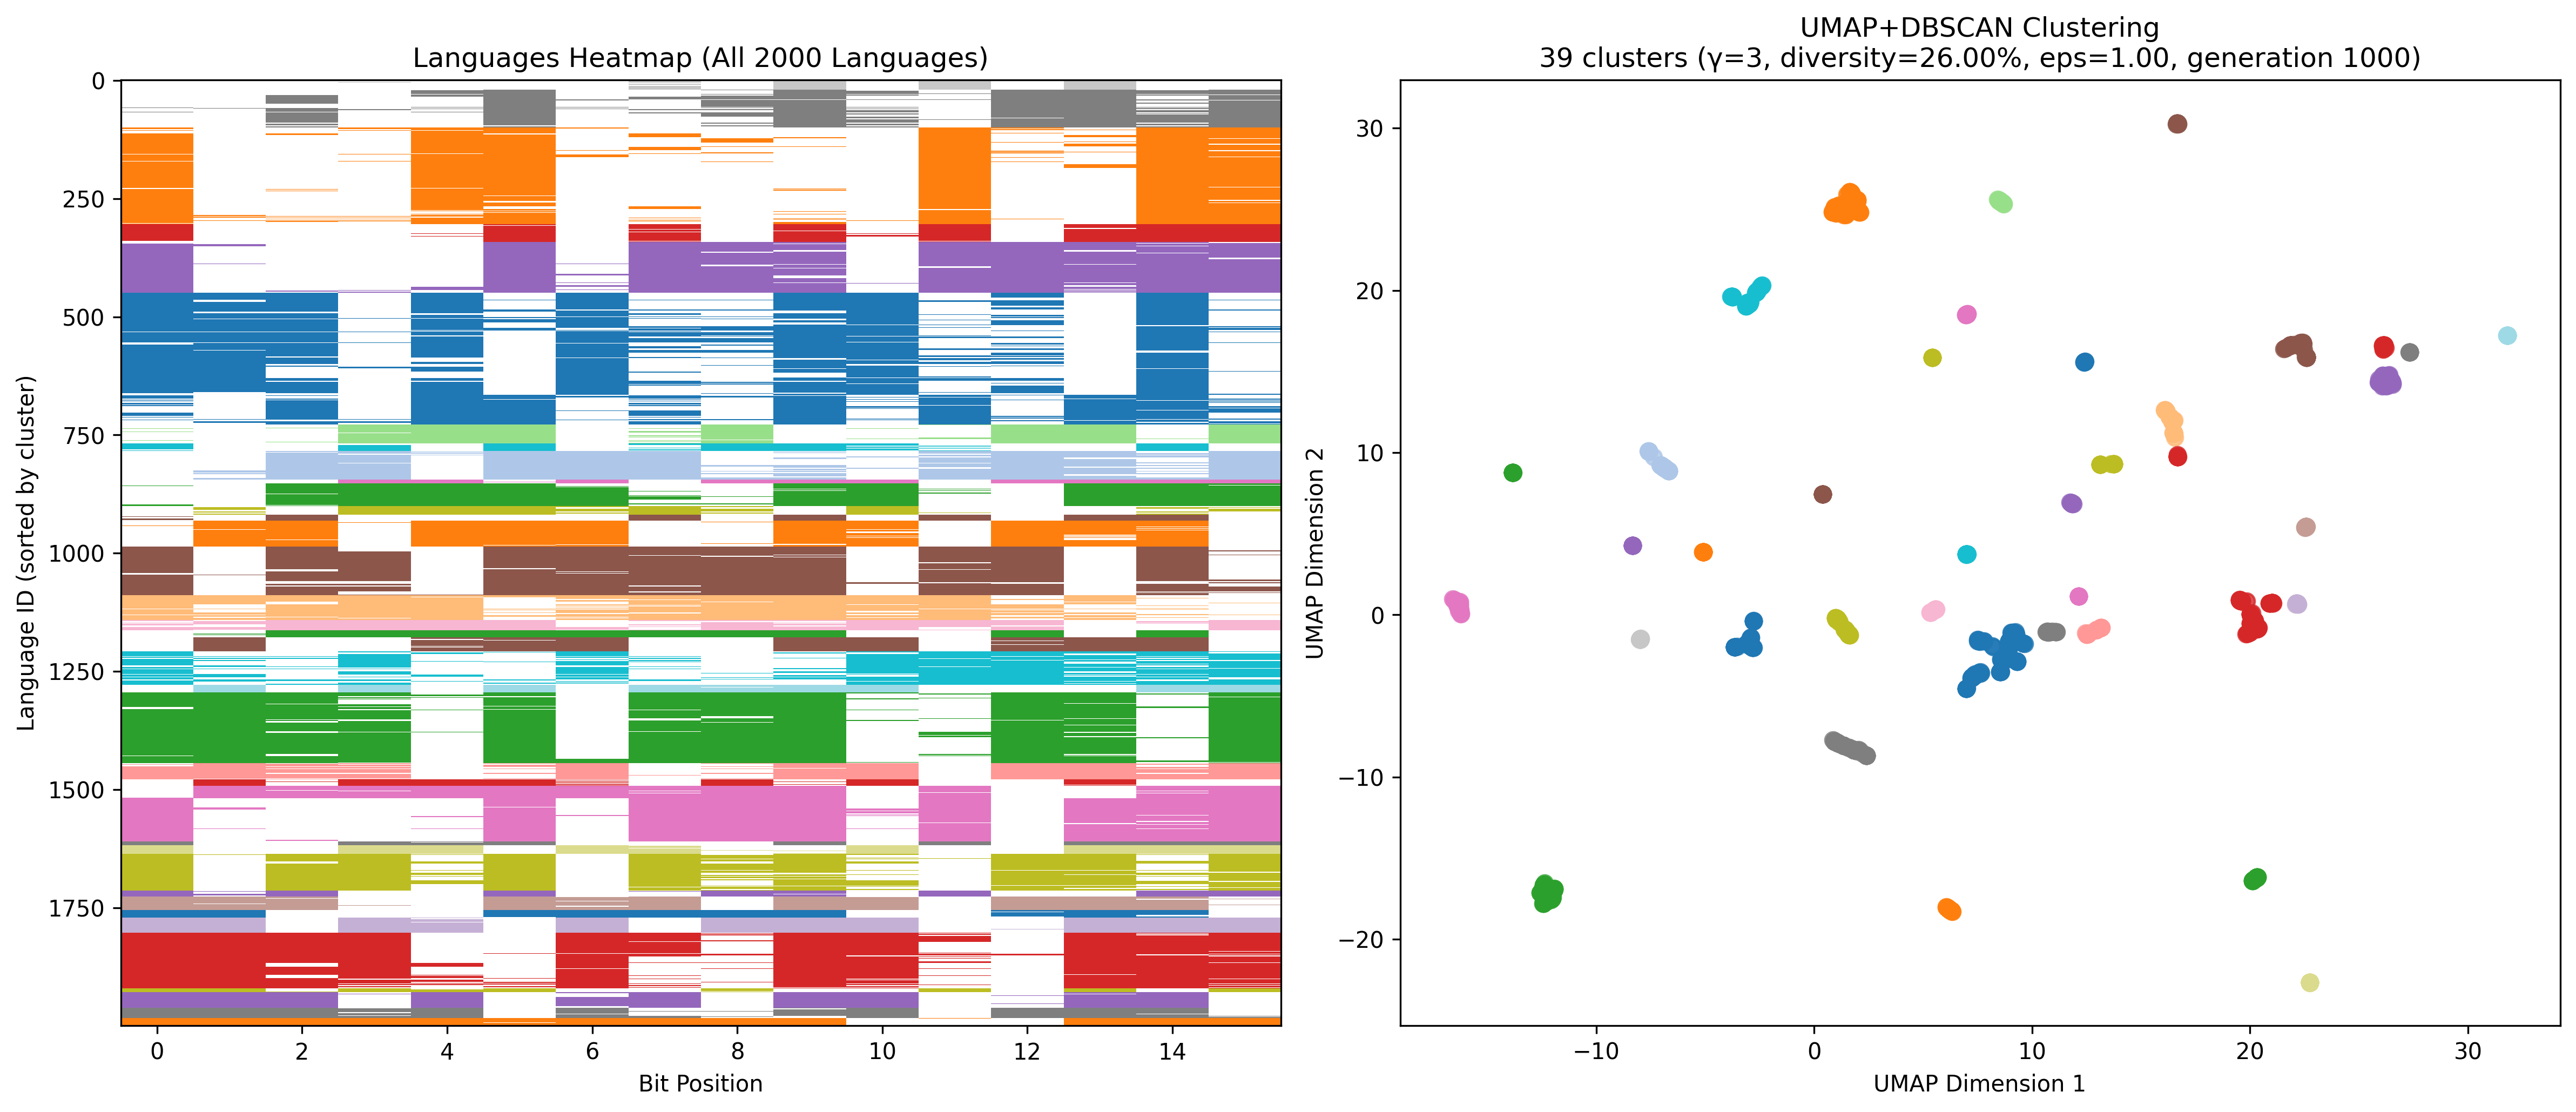 Languages Heatmap (All 2000 Languages)
0
250
500
750
1000
1250
1500
1750
Language ID (sorted by cluster)
0 2 4 6 8 10 12 14
Bit Position
UMAP+DBSCAN Clustering
39 clusters (γ=3, diversity=26.00%, eps=1.00, generation 1000)
30
20
10
0
−10
−20
UMAP Dimension 2
−10 0 10 20 30
UMAP Dimension 1